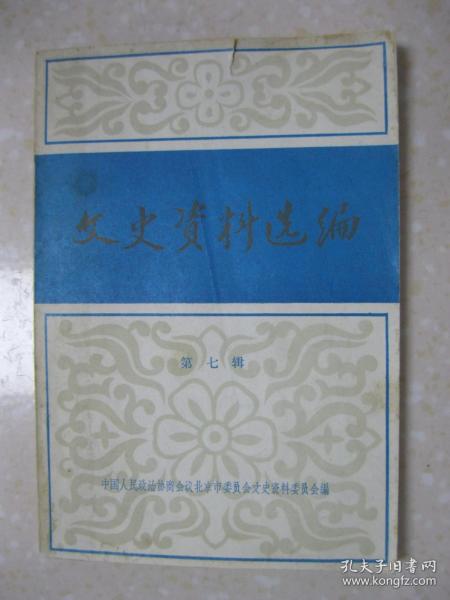 文史资料选编
第七辑
中国人民政治协商会议北京市委员会文史资料委员会编
孔夫子旧书网
www.kongfz.com